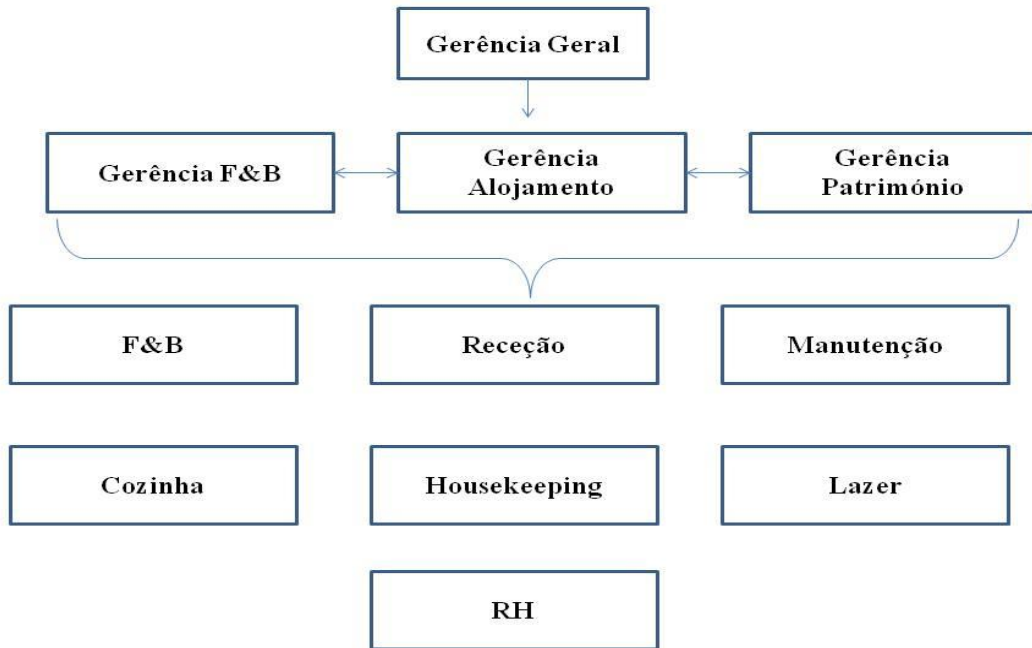 Gerência Geral
Gerência F&B
Gerência
Alojamento
Gerência
Património
F&B
Receção
Manutenção
Cozinha
Housekeeping
Lazer
RH